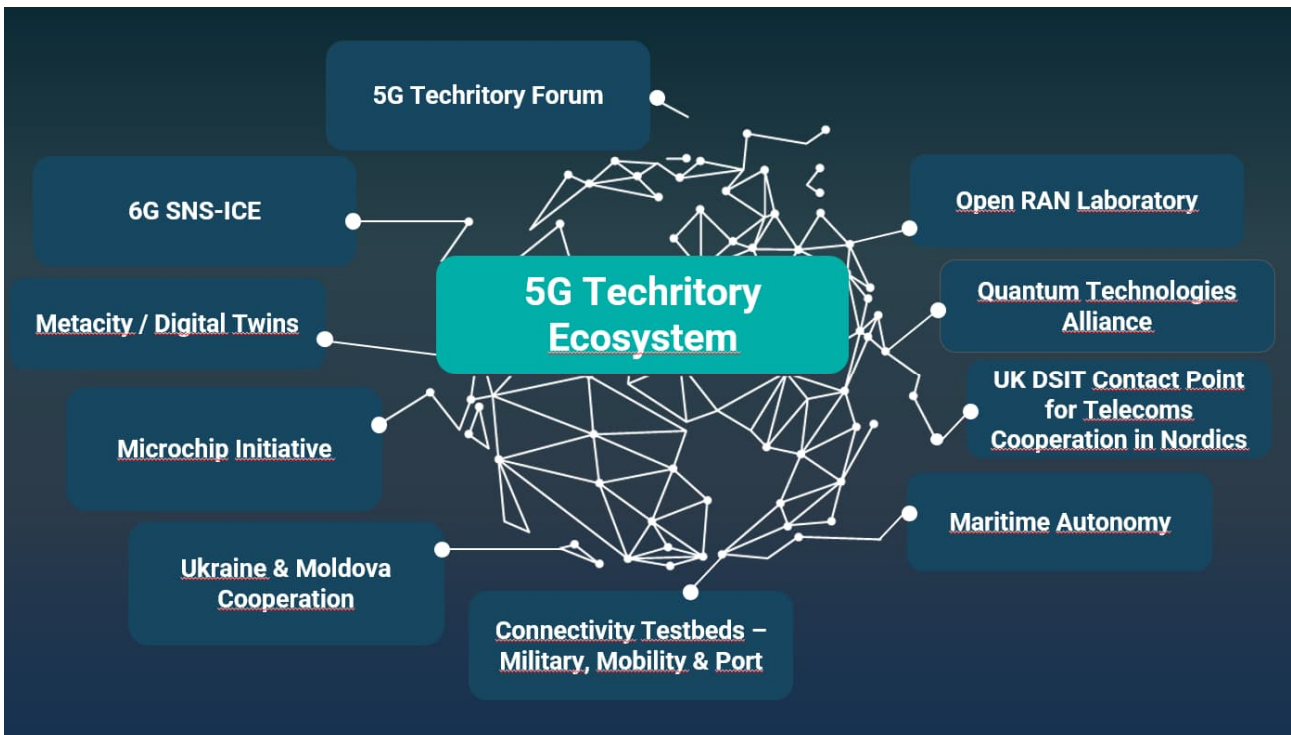 5G Techritory Forum
6G SNS-ICE
Open RAN Laboratory
5G Techritory
Ecosystem
Quantum Technologies
Alliance
Metacity / Digital Twins
UK DSIT Contact Point
for Telecoms
Cooperation in Nordics
Microchip Initiative
Maritime Autonomy
Ukraine & Moldova
Cooperation
Connectivity Testbeds –
Military, Mobility & Port